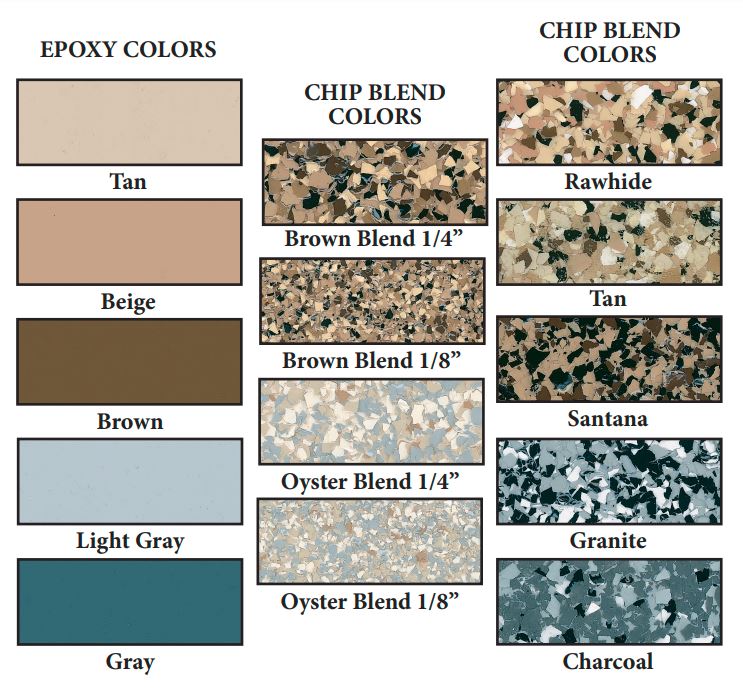 EPOXY COLORS
Tan
Beige
Brown
Light Gray
Gray
CHIP BLEND
COLORS
Brown Blend 1/4”
Brown Blend 1/8”
Oyster Blend 1/4”
Oyster Blend 1/8”
CHIP BLEND
COLORS
Rawhide
Tan
Santana
Granite
Charcoal